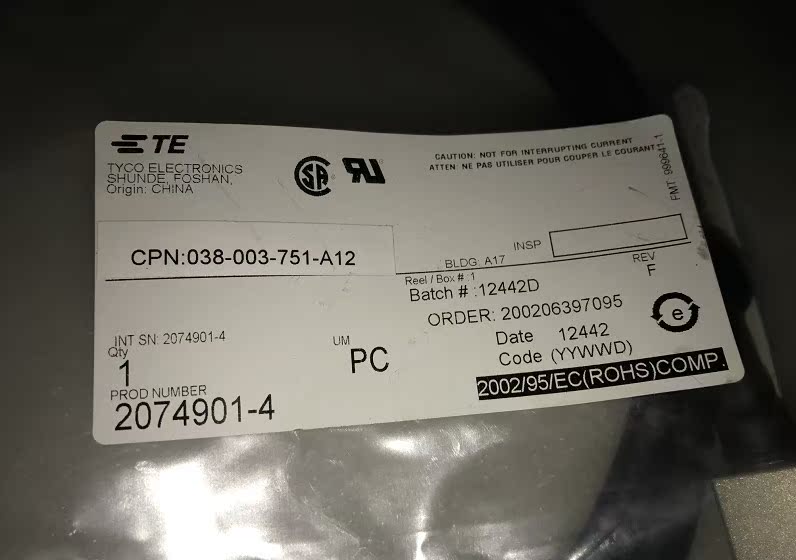 TE
TYCO ELECTRONICS
SHUNDE, FOSHAN,
Origin: CHINA
SA
CAUTION: NOT FOR INTERRUPTING CURRENT
ATTEN: NE PAS UTILISER POUR COUPER LE COURANT
FMT 999641-1
CPN:038-003-751-A12
BLDG: A17
INSP
REV
F
Reel / Box # :1
Batch # :12442D
ORDER: 200206397095
e
Date 12442
Code (YYWWD)
2002/95/EC(ROHS)COMP.
INT SN: 2074901-4
Qty
1
UM
PC
PROD NUMBER
2074901-4